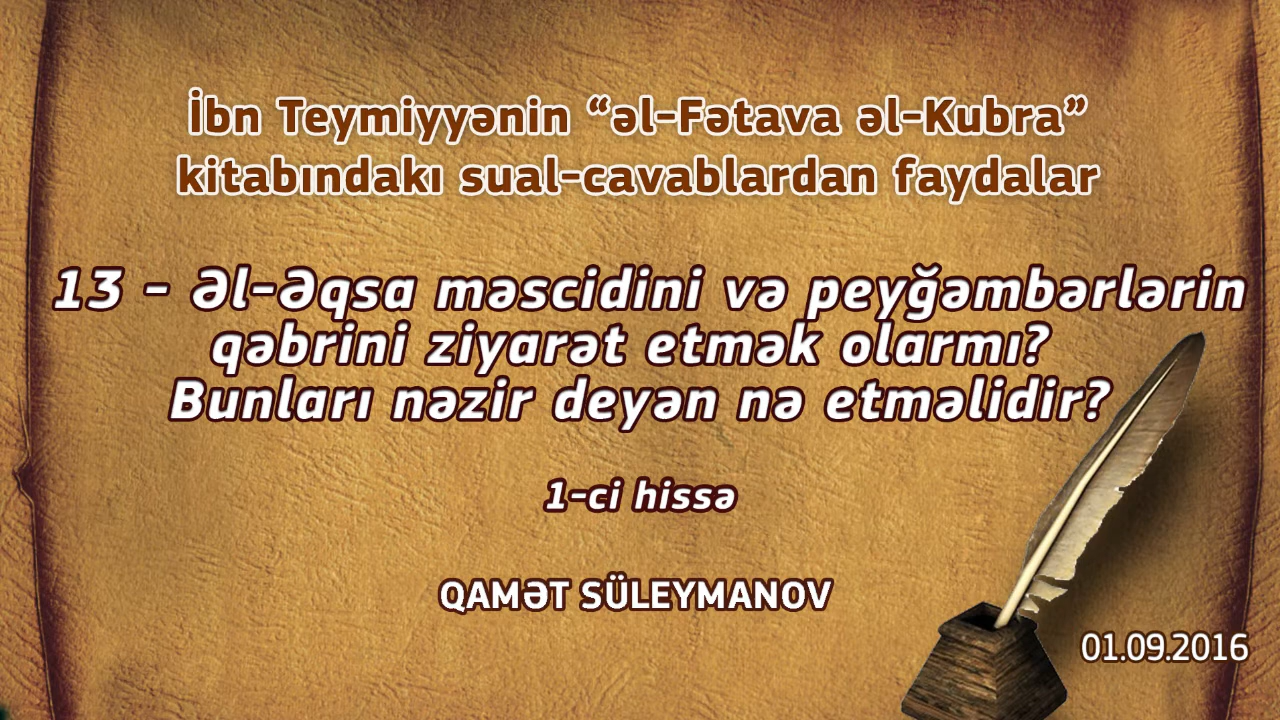 İbn Teymiyyənin “əl-Fətava əl-Kubra”
kitabındakı sual-cavablardan faydalar
13 - Əl-Əqsa məscidini və peyğəmbərlərin
qəbrini ziyarət etmək olarmı?
Bunları nəzir deyən nə etməlidir?
1-ci hissə
QAMƏT SÜLEYMANOV
01.09.2016